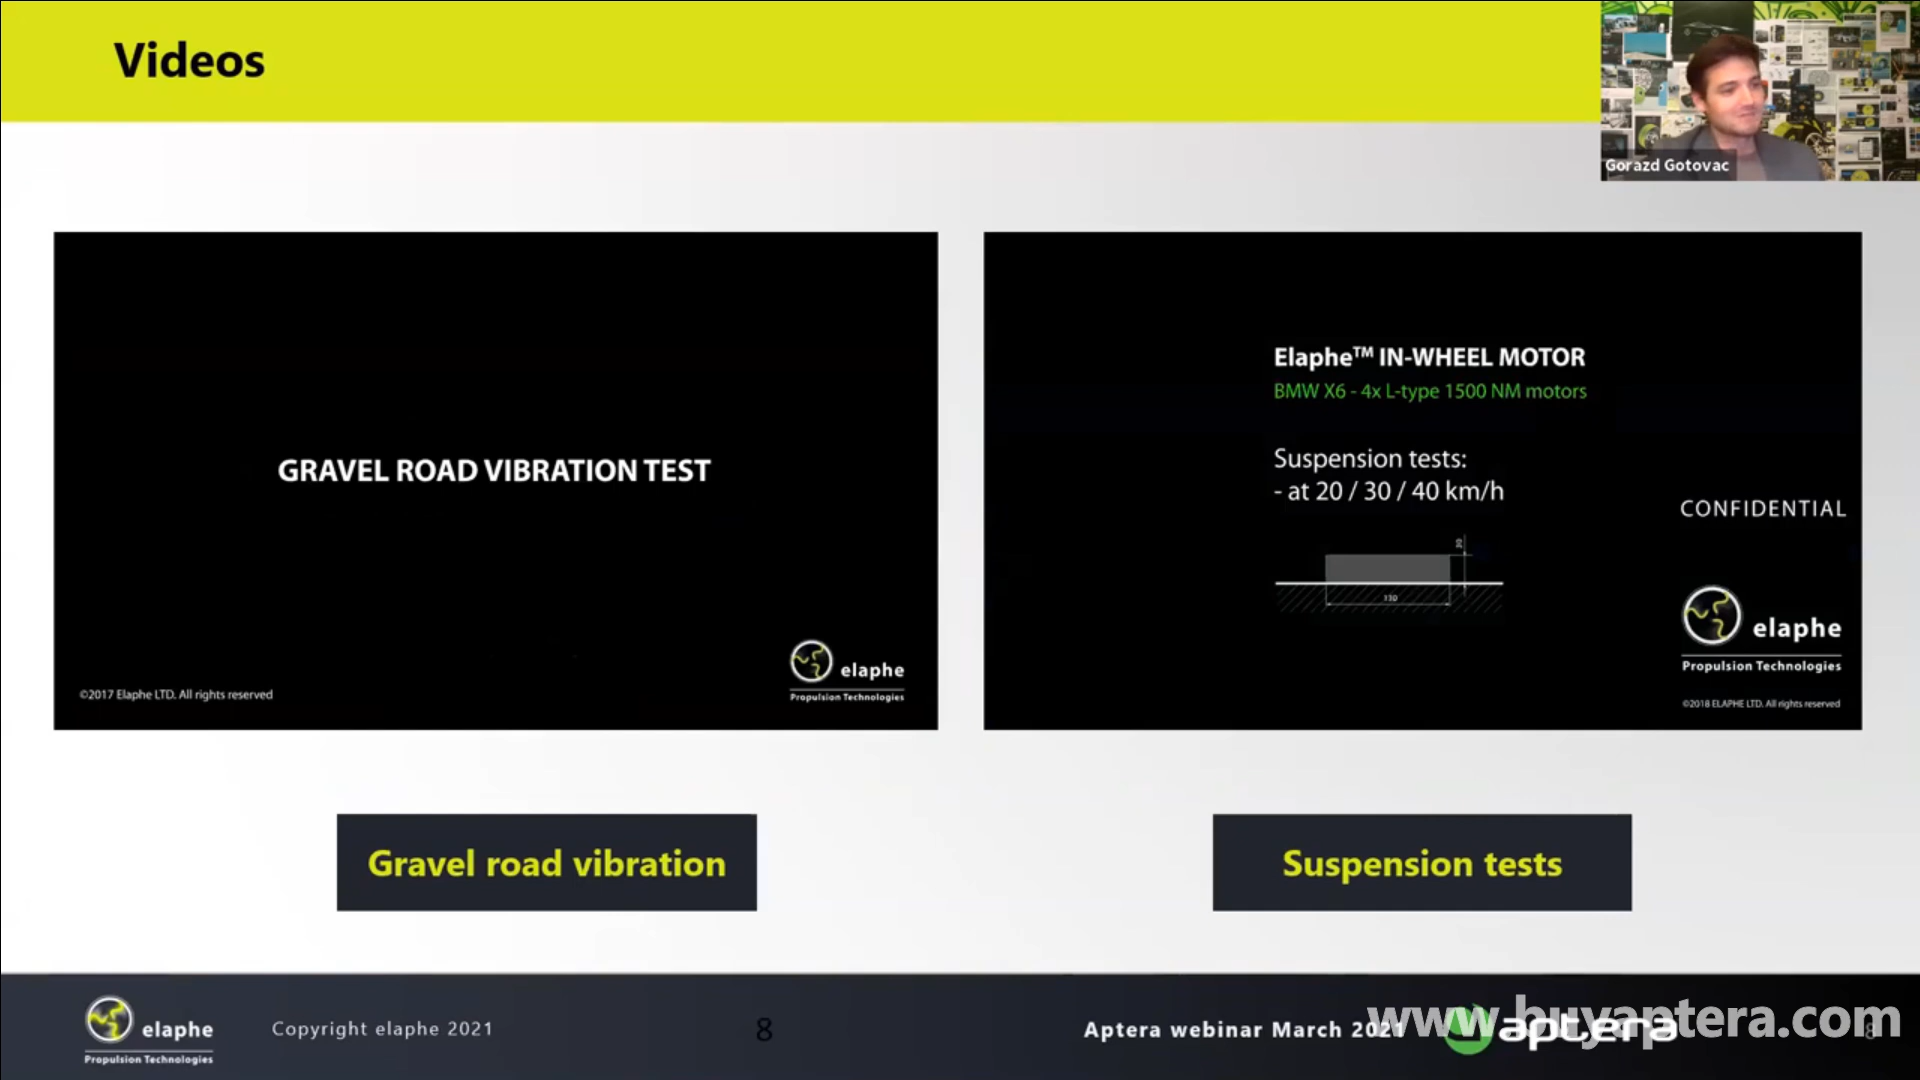 Videos
Gorazd Gotovac
GRAVEL ROAD VIBRATION TEST
©2017 Elaphe LTD. All rights reserved
elaphe
Propulsion Technologies
Elaphe™ IN-WHEEL MOTOR
BMW X6 - 4x L-type 1500 NM motors
Suspension tests:
- at 20 / 30 / 40 km/h
130
CONFIDENTIAL
elaphe
Propulsion Technologies
©2018 ELAPHE LTD. All rights reserved
Gravel road vibration
Suspension tests
elaphe
Propulsion Technologies
Copyright elaphe 2021
8
Aptera webinar March 2021
aptera
www.buyaptera.com